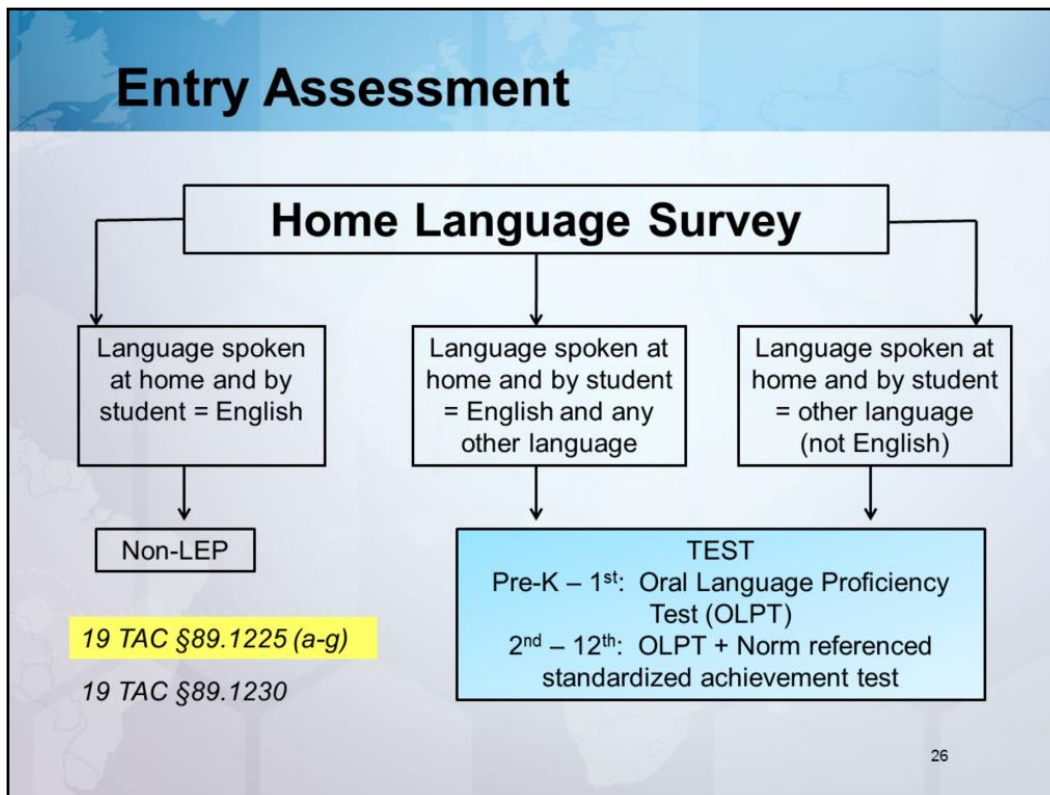 Entry Assessment
Home Language Survey
Language spoken
at home and by
student = English
Language spoken at
home and by student
= English and any
other language
Language spoken at
home and by student
= other language
(not English)
Non-LEP
TEST
Pre-K – 1st: Oral Language Proficiency
Test (OLPT)
2nd – 12th: OLPT + Norm referenced
standardized achievement test
19 TAC §89.1225 (a-g)
19 TAC §89.1230
26